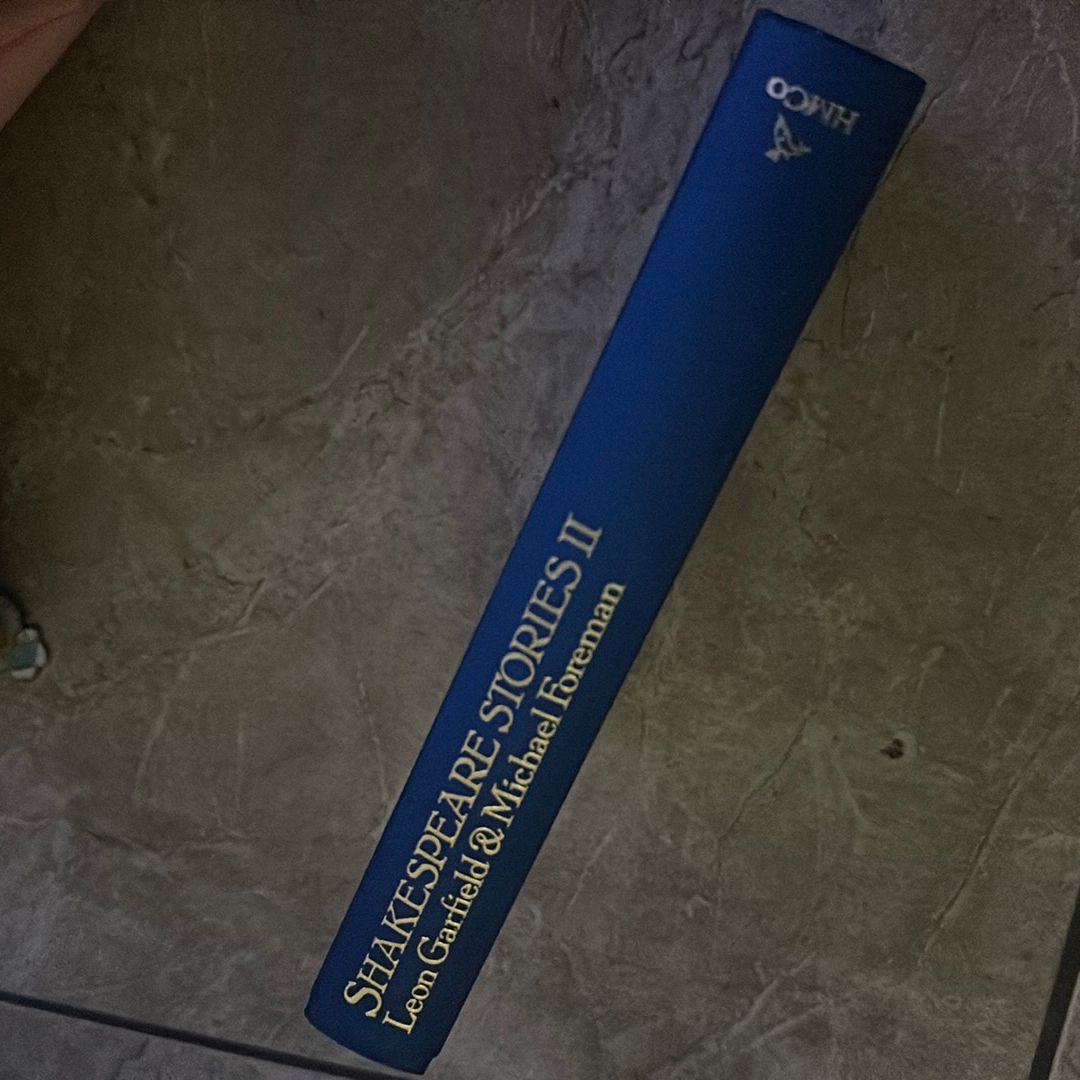 SHAKESPEARE STORIES II
Leon Garfield & Michael Foreman
HMCo